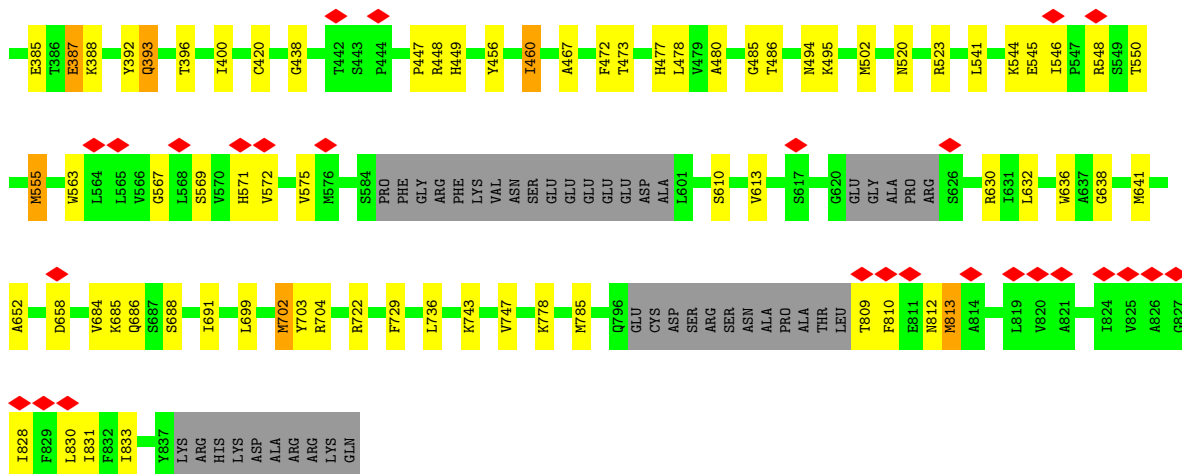 E385 T386 E387 K388 Y392 Q393 T396 I400 C420 G438 T442 S443 P444 P447 R448 H449 Y456 I460 A467 F472 T473 H477 L478 V479 A480 G485 T486 N494 K495 M502 N520 R523 L541 K544 E545 I546 P547 R548 S549 T550
M555 W563 L564 L565 V566 G567 L568 S569 V570 H571 V572 V575 M576 S584 PRO PHE GLY ARG PHE LYS VAL ASN SER GLU GLU GLU GLU GLU ASP ALA L601 S610 V613 S617 G620 GLU GLY ALA PRO ARG S626 R630 I631 L632 W636 A637 G638 M641
A652 D658 V684 K685 Q686 S687 S688 I691 L699 M702 Y703 R704 R722 F729 L736 K743 V747 K778 M785 Q796 GLU CYS ASP SER ARG SER ASN ALA PRO ALA THR LEU T809 F810 E811 N812 M813 A814 L819 V820 A821 I824 V825 A826 G827
I828 F829 L830 I831 F832 I833 Y837 LYS ARG HIS LYS ASP ALA ARG ARG LYS GLN